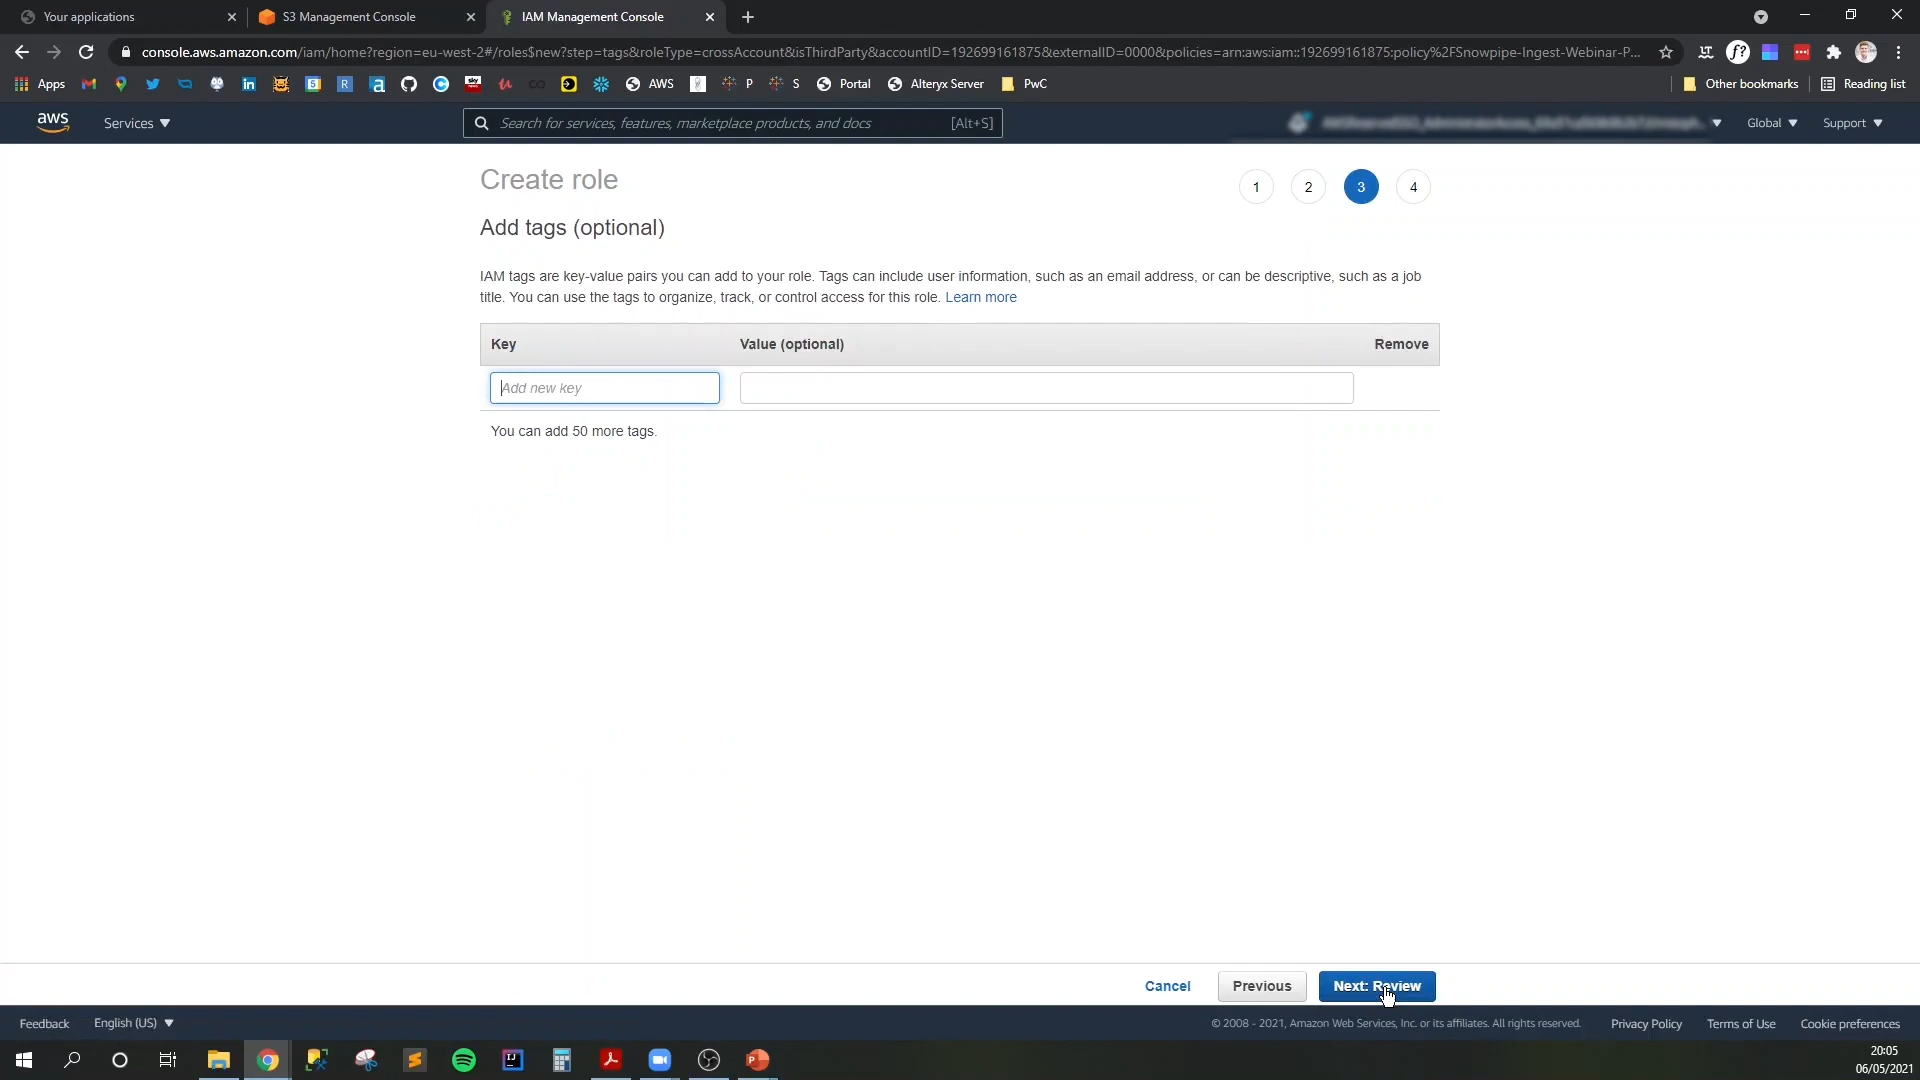 Your applications
S3 Management Console
IAM Management Console
console.aws.amazon.com/iam/home?region=eu-west-2#/roles$new?step=tags&roleType=crossAccount&isThirdParty&accountID=192699161875&externalID=0000&policies=arn:aws:iam::192699161875:policy%2FSnowpipe-Ingest-Webinar-P...
Apps
AWS
P
S
Portal
Alteryx Server
PwC
Other bookmarks
Reading list
aws
Services
Search for services, features, marketplace products, and docs
[Alt+S]
Global
Support
Create role
1
2
3
4
Add tags (optional)
IAM tags are key-value pairs you can add to your role. Tags can include user information, such as an email address, or can be descriptive, such as a job
title. You can use the tags to organize, track, or control access for this role. Learn more
Key
Value (optional)
Remove
Add new key
You can add 50 more tags.
Cancel
Previous
Next: Review
Feedback
English (US)
© 2008 - 2021, Amazon Web Services, Inc. or its affiliates. All rights reserved.
Privacy Policy
Terms of Use
Cookie preferences
20:05
06/05/2021